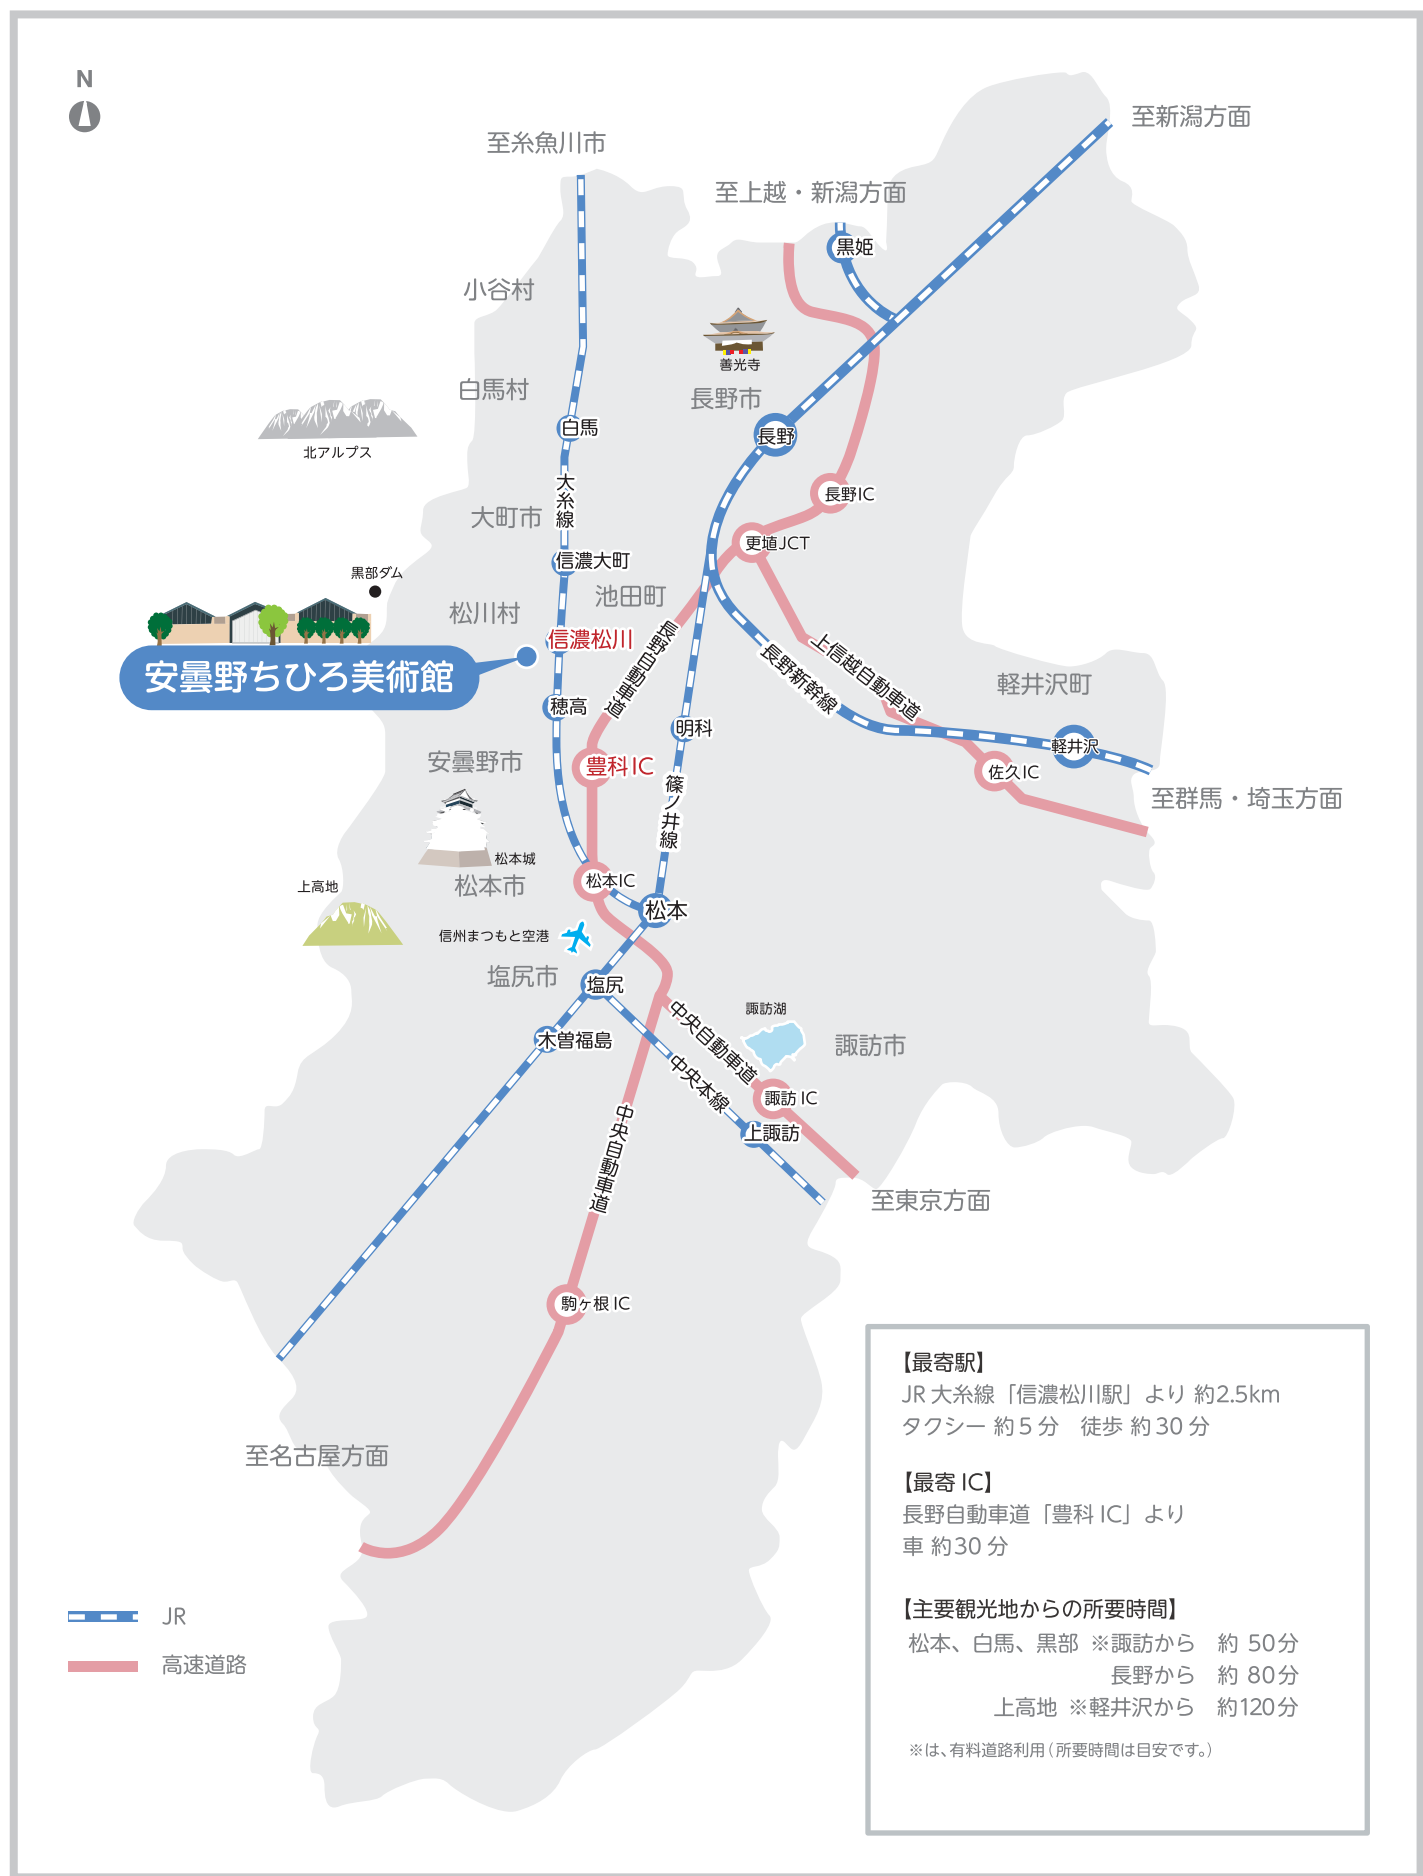 N
至糸魚川市
至新潟方面
至上越・新潟方面
黒姫
小谷村
善光寺
白馬村
長野市
白馬
長野
北アルプス
大糸線
長野IC
大町市
更埴JCT
信濃大町
黒部ダム
池田町
松川村
信濃松川
長野自動車道
上信越自動車道
安曇野ちひろ美術館
長野新幹線
軽井沢町
穂高
明科
軽井沢
安曇野市
豊科IC
佐久IC
篠ノ井線
至群馬・埼玉方面
松本城
松本市
松本IC
上高地
松本
信州まつもと空港
塩尻市
塩尻
中央自動車道
諏訪湖
諏訪市
木曽福島
中央本線
諏訪 IC
上諏訪
中央自動車道
至東京方面
駒ヶ根 IC
至名古屋方面
JR
高速道路
【最寄駅】
JR 大糸線「信濃松川駅」より 約2.5km
タクシー 約5分　徒歩 約30分
【最寄 IC】
長野自動車道「豊科 IC」より
車 約30分
【主要観光地からの所要時間】
松本、白馬、黒部 ※諏訪から　約 50分
長野から　約 80分
上高地 ※軽井沢から　約120分
※は、有料道路利用（所要時間は目安です。）